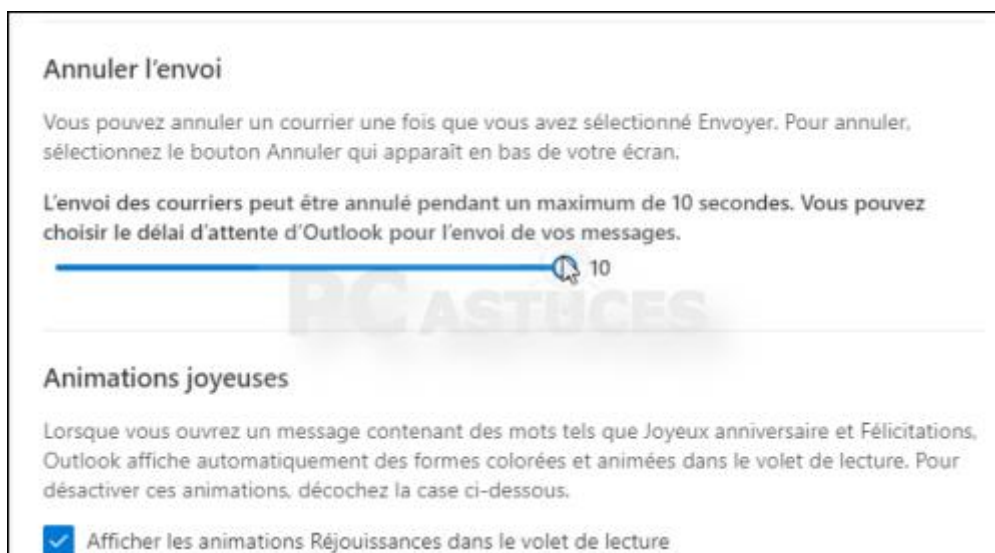 Annuler l'envoi
Vous pouvez annuler un courrier une fois que vous avez sélectionné Envoyer. Pour annuler,
sélectionnez le bouton Annuler qui apparaît en bas de votre écran.
L'envoi des courriers peut être annulé pendant un maximum de 10 secondes. Vous pouvez
choisir le délai d'attente d'Outlook pour l'envoi de vos messages.
10
PC ASTUCES
Animations joyeuses
Lorsque vous ouvrez un message contenant des mots tels que Joyeux anniversaire et Félicitations,
Outlook affiche automatiquement des formes colorées et animées dans le volet de lecture. Pour
désactiver ces animations, décochez la case ci-dessous.
Afficher les animations Réjouissances dans le volet de lecture